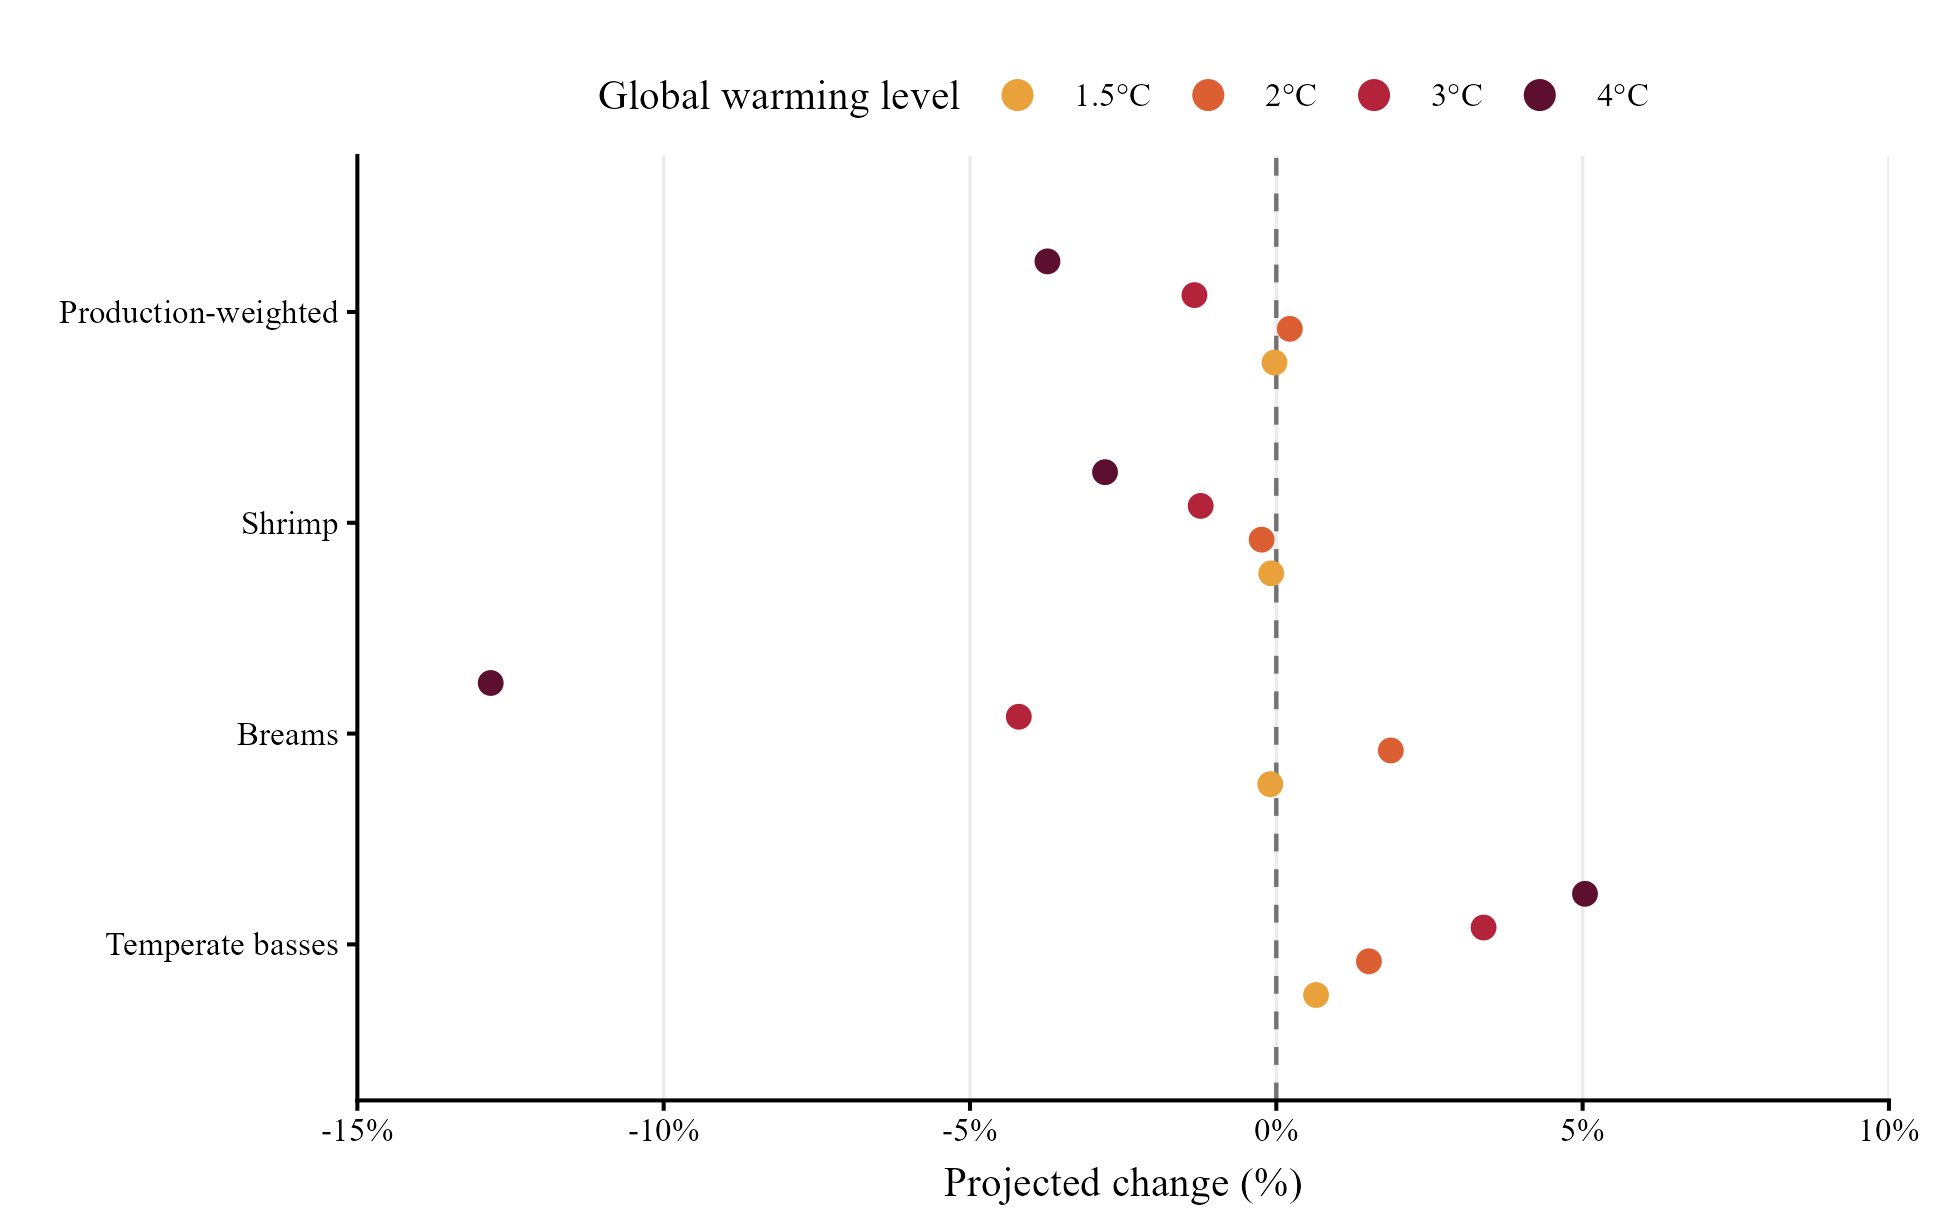 Global warming level 1.5°C 2°C 3°C 4°C
Production-weighted
Shrimp
Breams
Temperate basses
-15% -10% -5% 0% 5% 10%
Projected change (%)